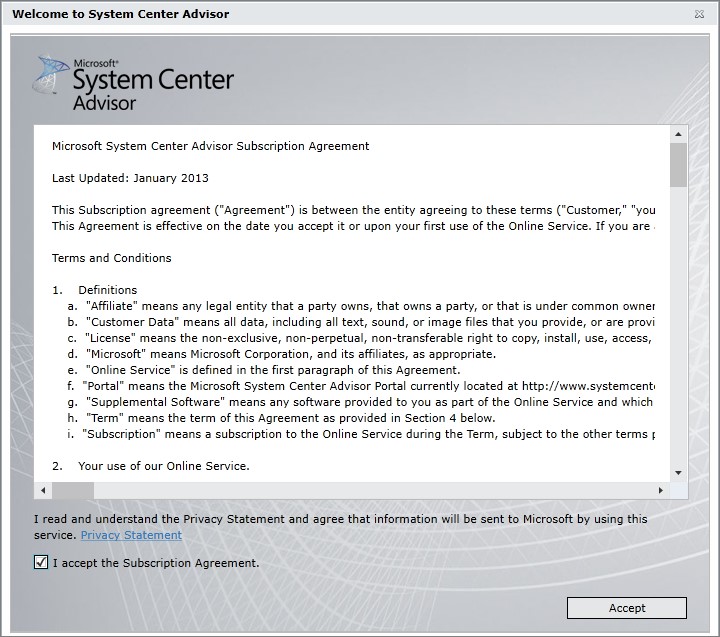 Welcome to System Center Advisor
Microsoft®
System Center
Advisor
Microsoft System Center Advisor Subscription Agreement
Last Updated: January 2013
This Subscription agreement ("Agreement") is between the entity agreeing to these terms ("Customer," "you
This Agreement is effective on the date you accept it or upon your first use of the Online Service. If you are
Terms and Conditions
1. Definitions
a. "Affiliate" means any legal entity that a party owns, that owns a party, or that is under common owner
b. "Customer Data" means all data, including all text, sound, or image files that you provide, or are provi
c. "License" means the non-exclusive, non-perpetual, non-transferable right to copy, install, use, access,
d. "Microsoft" means Microsoft Corporation, and its affiliates, as appropriate.
e. "Online Service" is defined in the first paragraph of this Agreement.
f. "Portal" means the Microsoft System Center Advisor Portal currently located at http://www.systemcent
g. "Supplemental Software" means any software provided to you as part of the Online Service and which
h. "Term" means the term of this Agreement as provided in Section 4 below.
i. "Subscription" means a subscription to the Online Service during the Term, subject to the other terms
2. Your use of our Online Service.
I read and understand the Privacy Statement and agree that information will be sent to Microsoft by using this
service. Privacy Statement
I accept the Subscription Agreement.
Accept